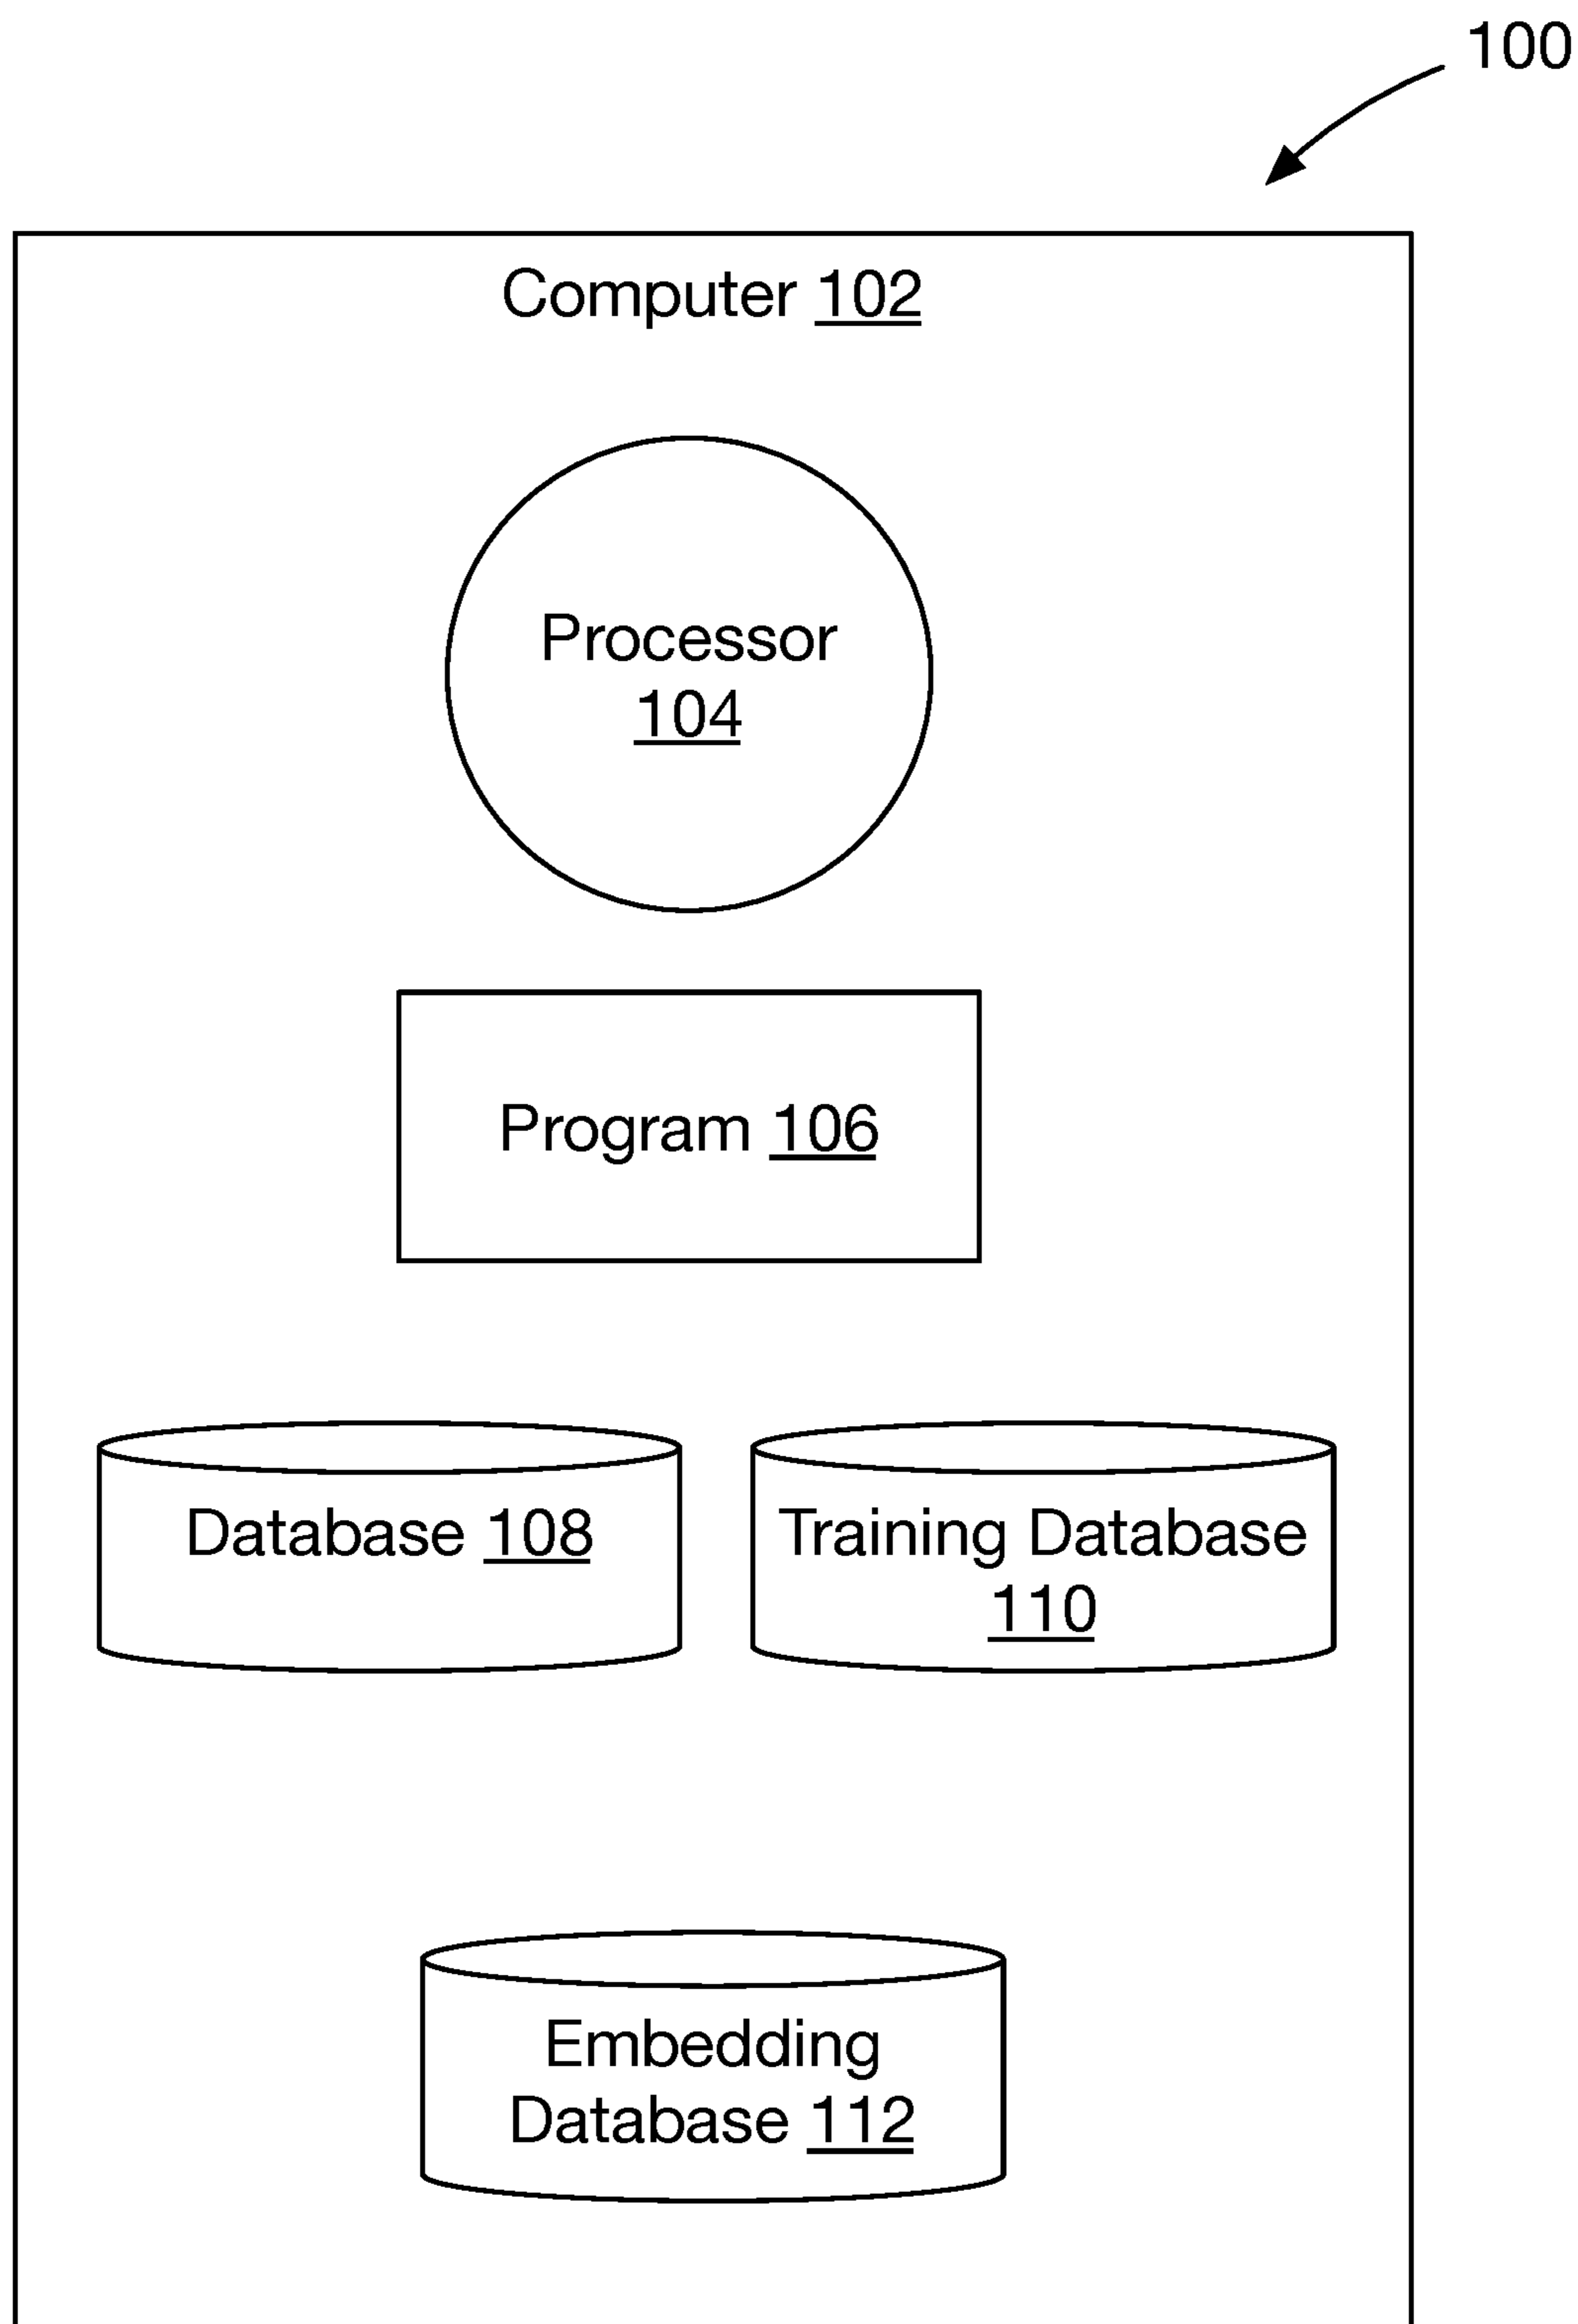 100
Computer 102
Processor
104
Program 106
Database 108
Training Database
110
Embedding
Database 112